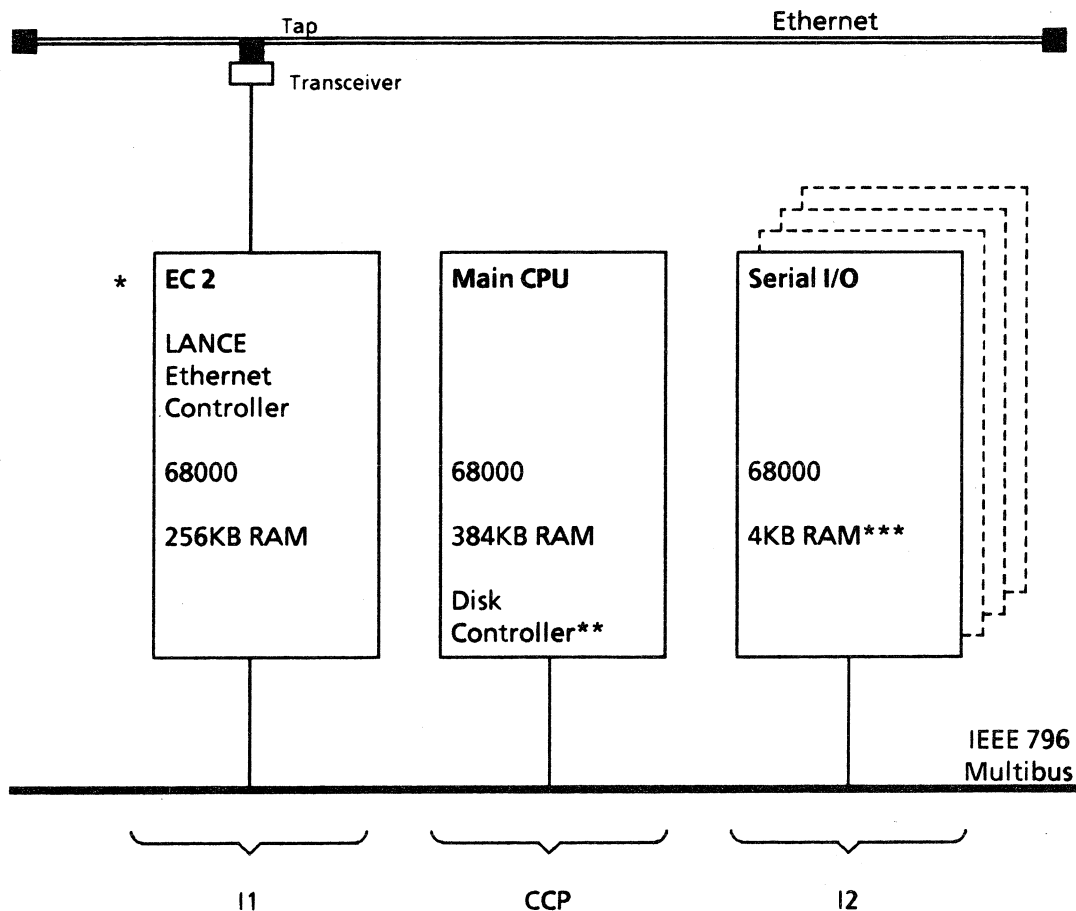 Tap
Ethernet
Transceiver
*
EC 2
LANCE
Ethernet
Controller
68000
256KB RAM
Main CPU
68000
384KB RAM
Disk
Controller**
Serial I/O
68000
4KB RAM***
IEEE 796
Multibus
I1
CCP
I2